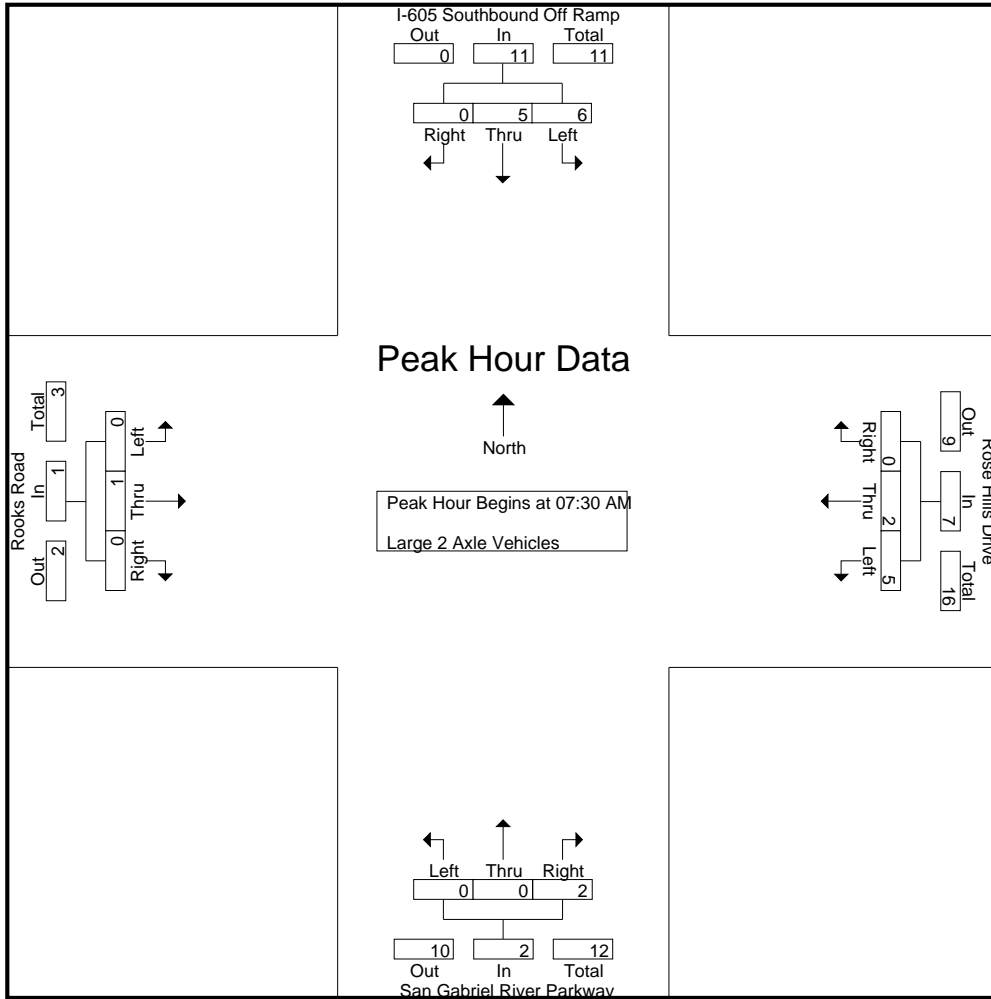 I-605 Southbound Off Ramp
Out In Total
0 11 11
0 5 6
Right Thru Left
Peak Hour Data
North
Peak Hour Begins at 07:30 AM
Large 2 Axle Vehicles
Rooks Road
Out In Total
2 1 3
0 1 0
Right Thru Left
Rose Hills Drive
Out In Total
9 7 16
0 2 5
Right Thru Left
Left Thru Right
0 0 2
10 2 12
Out In Total
San Gabriel River Parkway